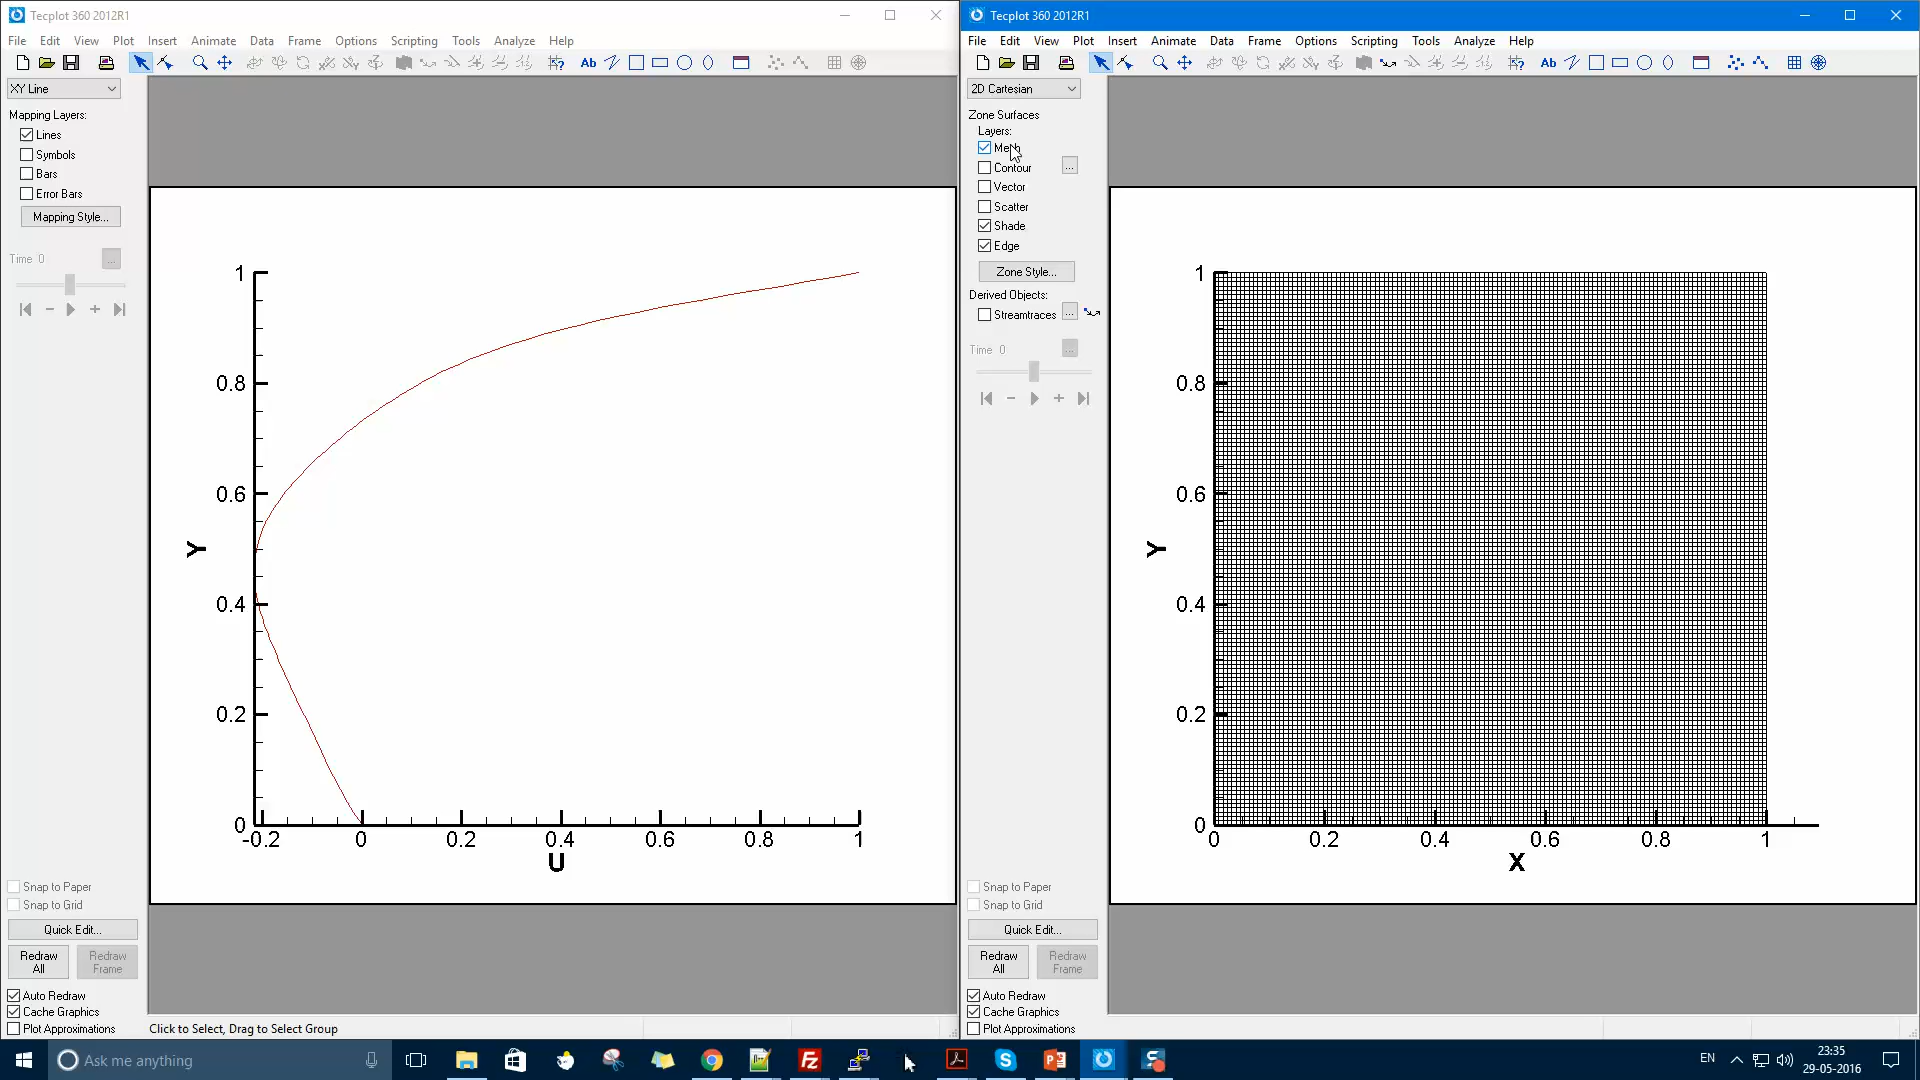 Tecplot 360 2012R1
File Edit View Plot Insert Animate Data Frame Options Scripting Tools Analyze Help
Ab
XY Line
Mapping Layers:
Lines
Symbols
Bars
Error Bars
Mapping Style...
Time 0
...
1
0.8
0.6
0.4
0.2
0
Y
-0.2 0 0.2 0.4 0.6 0.8 1
U
Snap to Paper
Snap to Grid
Quick Edit...
Redraw All
Redraw Frame
Auto Redraw
Cache Graphics
Plot Approximations
Click to Select, Drag to Select Group
Tecplot 360 2012R1
File Edit View Plot Insert Animate Data Frame Options Scripting Tools Analyze Help
Ab
2D Cartesian
Zone Surfaces
Layers:
Mesh
Contour ...
Vector
Scatter
Shade
Edge
Zone Style...
Derived Objects:
Streamtraces ...
Time 0 ...
1
0.8
0.6
0.4
0.2
0
Y
0 0.2 0.4 0.6 0.8 1
X
Snap to Paper
Snap to Grid
Quick Edit...
Redraw All
Redraw Frame
Auto Redraw
Cache Graphics
Plot Approximations
Ask me anything
EN
23:35
29-05-2016